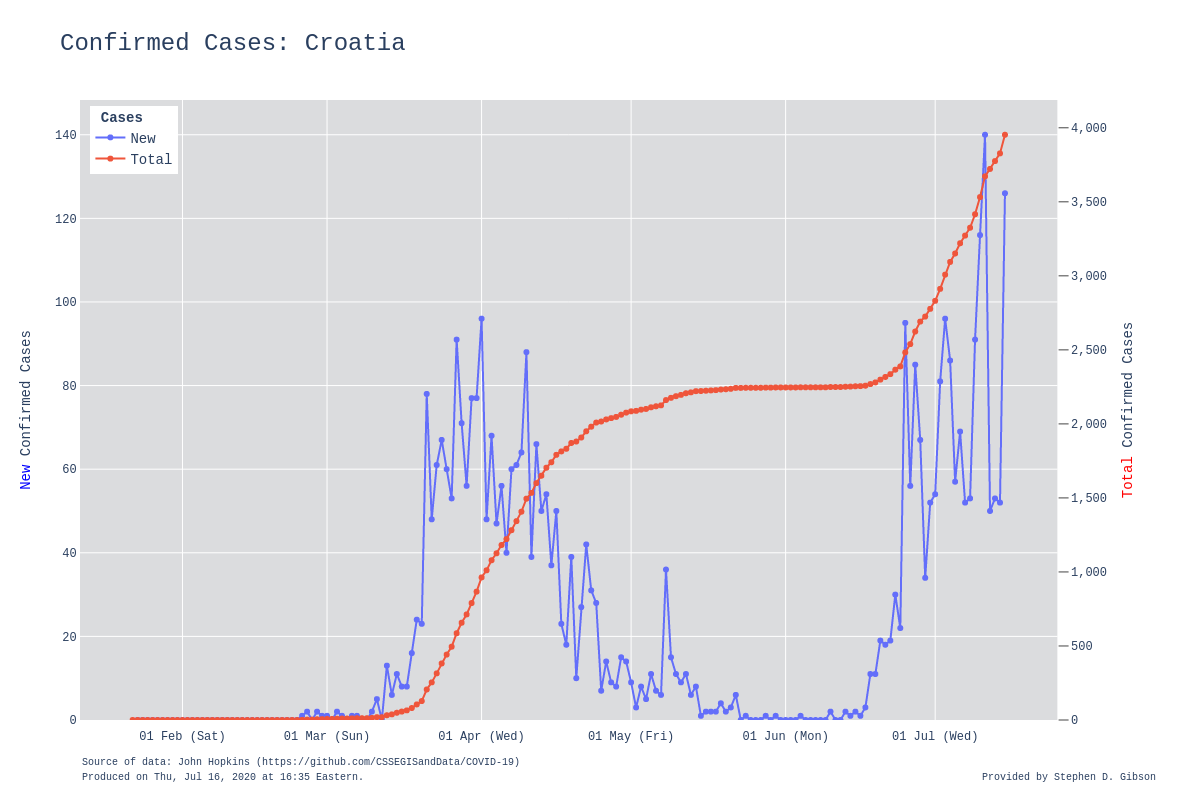 Confirmed Cases: Croatia
Cases
New
Total
140
120
100
80
60
40
20
0
4,000
3,500
3,000
2,500
2,000
1,500
1,000
500
0
New Confirmed Cases
Total Confirmed Cases
01 Feb (Sat)
01 Mar (Sun)
01 Apr (Wed)
01 May (Fri)
01 Jun (Mon)
01 Jul (Wed)
Source of data: John Hopkins (https://github.com/CSSEGISandData/COVID-19)
Produced on Thu, Jul 16, 2020 at 16:35 Eastern.
Provided by Stephen D. Gibson